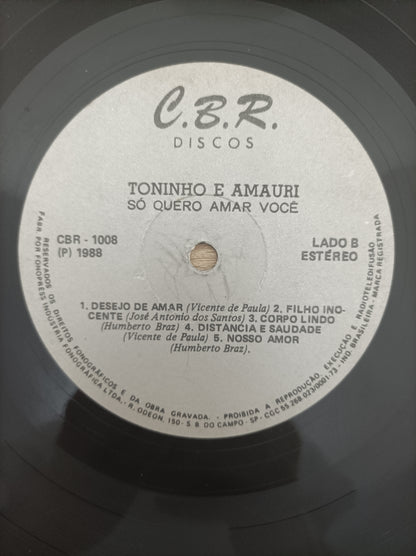 C.B.R.
DISCOS
TONINHO E AMAURI
SÓ QUERO AMAR VOCÊ
CBR - 1008
(P) 1988
LADO B
ESTÉREO
1. DESEJO DE AMAR (Vicente de Paula) 2. FILHO INO-
CENTE (José Antonio dos Santos) 3. CORPO LINDO
(Humberto Braz) 4. DISTANCIA E SAUDADE
(Vicente de Paula) 5. NOSSO AMOR
(Humberto Braz).
RESERVADOS OS DIREITOS FONOGRÁFICOS E DA OBRA GRAVADA. - PROIBIDA A REPRODUÇÃO, EXECUÇÃO E RADIOTELEDIFUSÃO
FABR. POR FONOPRESS INDÚSTRIA FONOGRÁFICA LTDA. - R. ODEON, 150 - S. B. DO CAMPO - SP - CGC 55 268 023/0001-73 - IND. BRASILEIRA - MARCA REGISTRADA